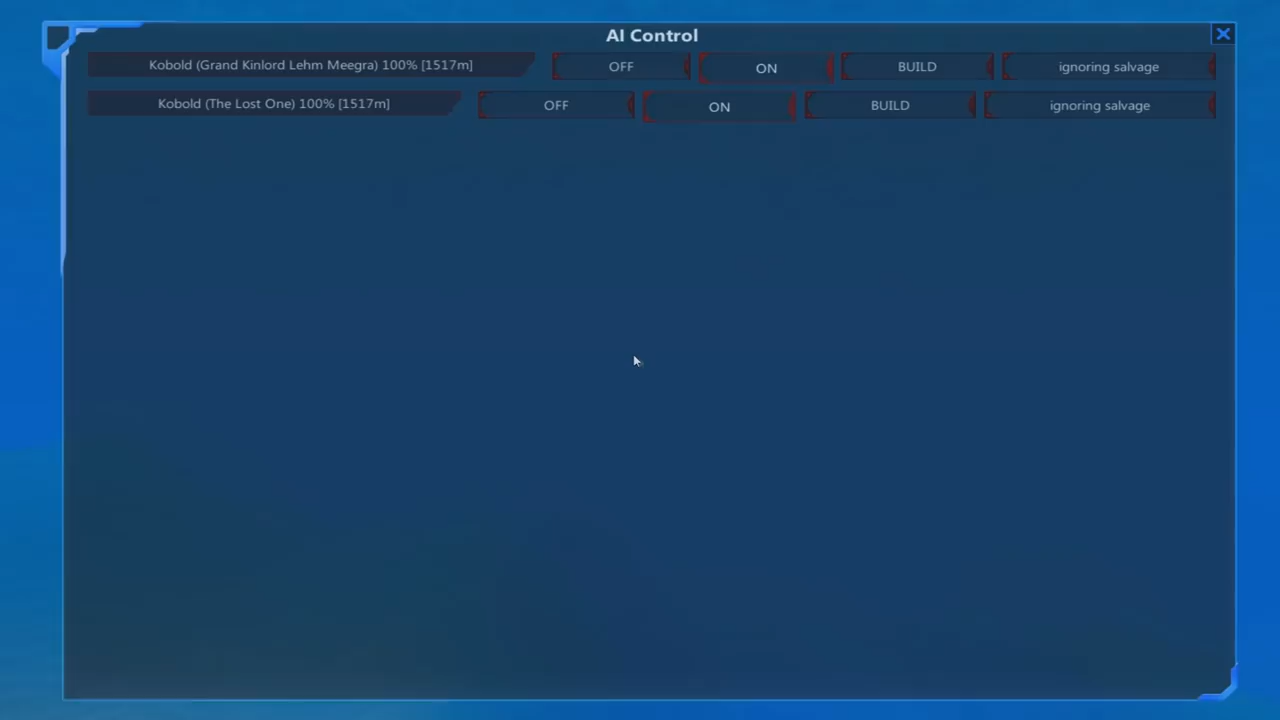 AI Control
Kobold (Grand Kinlord Lehm Meegra) 100% [1517m] OFF ON BUILD ignoring salvage
Kobold (The Lost One) 100% [1517m] OFF ON BUILD ignoring salvage